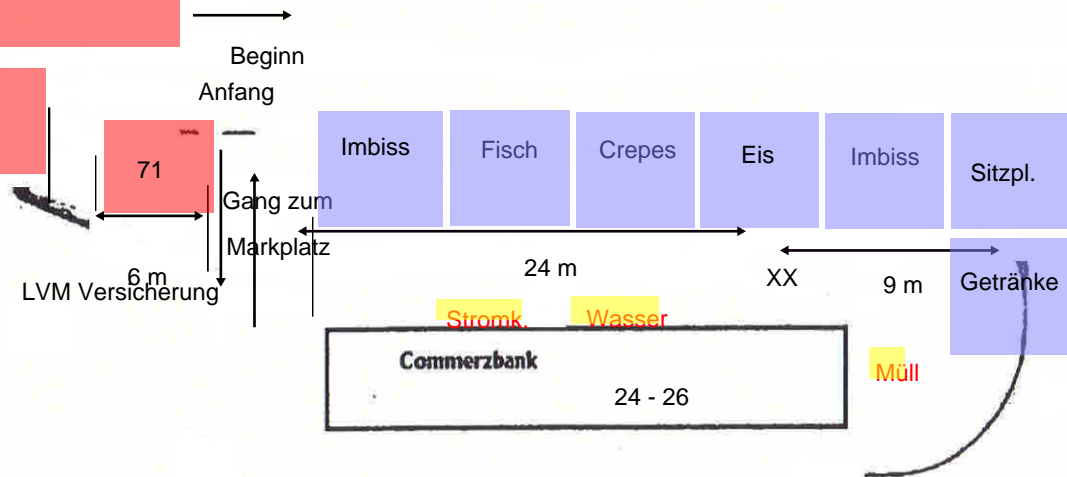 Beginn
Anfang
71
Imbiss
Fisch
Crepes
Eis
Imbiss
Sitzpl.
Gang zum
Markplatz
6 m
24 m
XX
9 m
Getränke
LVM Versicherung
Stromk.
Wasser
Commerzbank
Müll
24 - 26